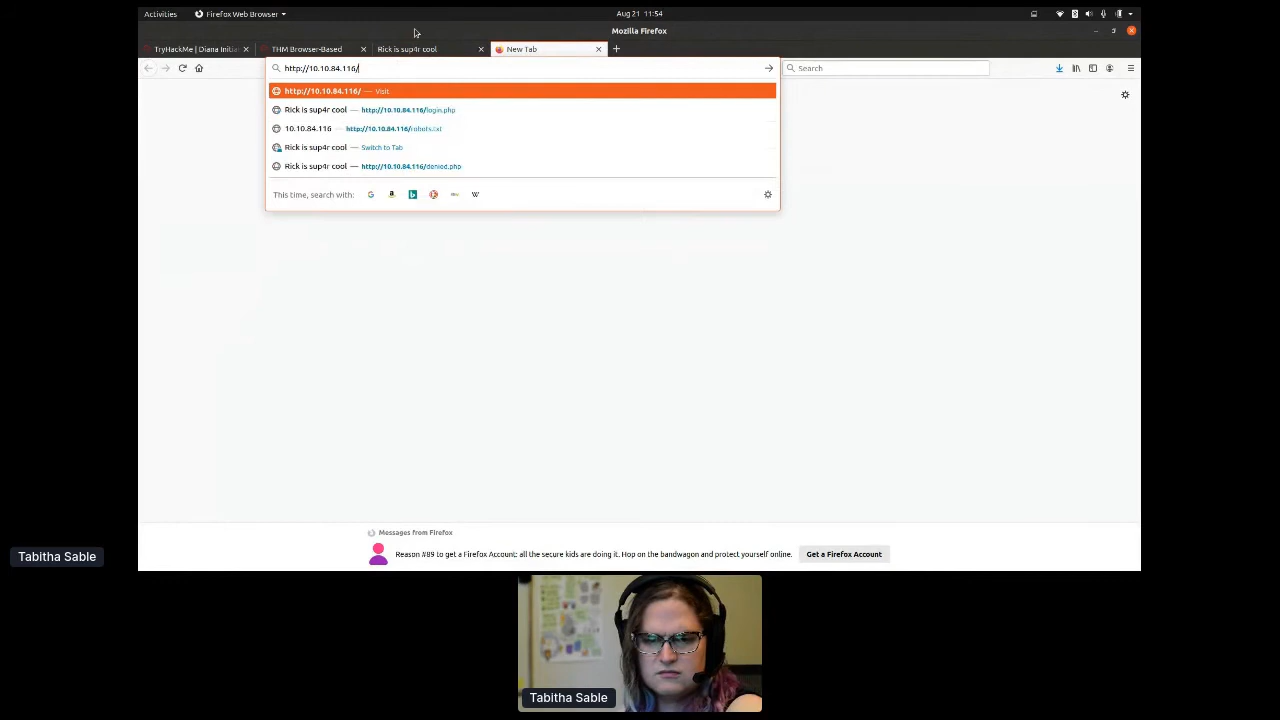 Activities
Firefox Web Browser
Aug 21 11:54
Mozilla Firefox
TryHackMe | Diana Initia
THM Browser-Based
Rick is sup4r cool
New Tab
http://10.10.84.116/
Search
http://10.10.84.116/ — Visit
Rick is sup4r cool — http://10.10.84.116/login.php
10.10.84.116 — http://10.10.84.116/robots.txt
Rick is sup4r cool — Switch to Tab
Rick is sup4r cool — http://10.10.84.116/denied.php
This time, search with:
Messages from Firefox
Reason #89 to get a Firefox Account: all the secure kids are doing it. Hop on the bandwagon and protect yourself online.
Get a Firefox Account
Tabitha Sable
Tabitha Sable